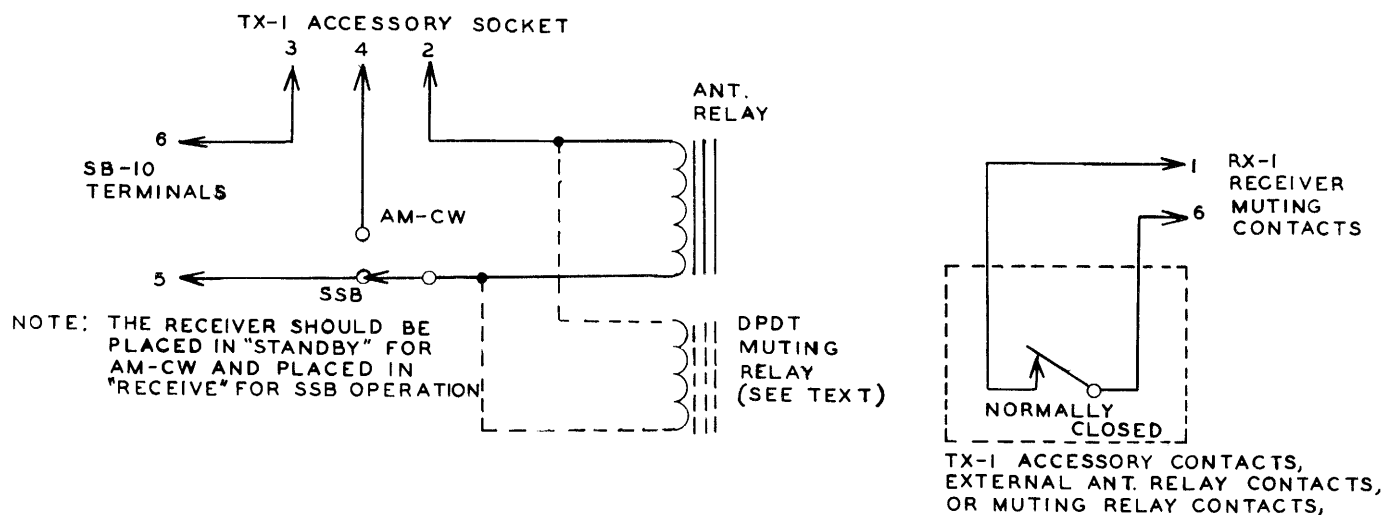 TX-1 ACCESSORY SOCKET
3 4 2
ANT.
RELAY
6
SB-10
TERMINALS
AM-CW
5
SSB
NOTE: THE RECEIVER SHOULD BE
PLACED IN "STANDBY" FOR
AM-CW AND PLACED IN
"RECEIVE" FOR SSB OPERATION
DPDT
MUTING
RELAY
(SEE TEXT)
1
RX-1
RECEIVER
MUTING
CONTACTS
6
NORMALLY
CLOSED
TX-1 ACCESSORY CONTACTS,
EXTERNAL ANT. RELAY CONTACTS,
OR MUTING RELAY CONTACTS,